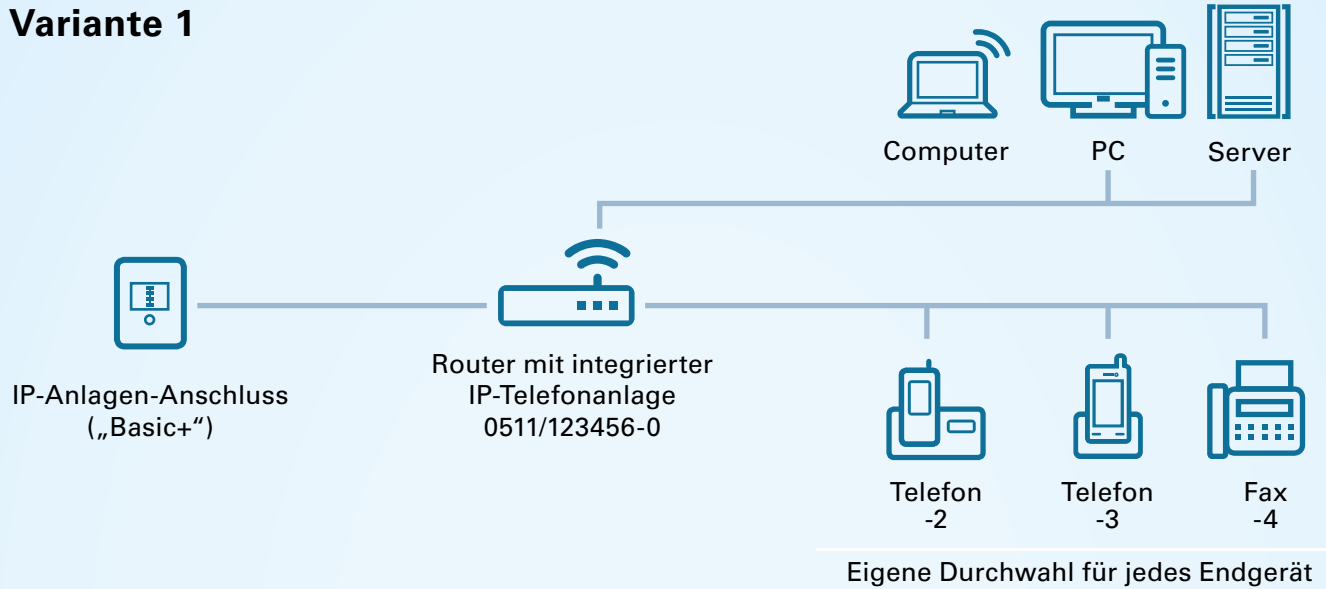 Variante 1
Computer
PC
Server
IP-Anlagen-Anschluss
(„Basic+“)
Router mit integrierter
IP-Telefonanlage
0511/123456-0
Telefon
-2
Telefon
-3
Fax
-4
Eigene Durchwahl für jedes Endgerät